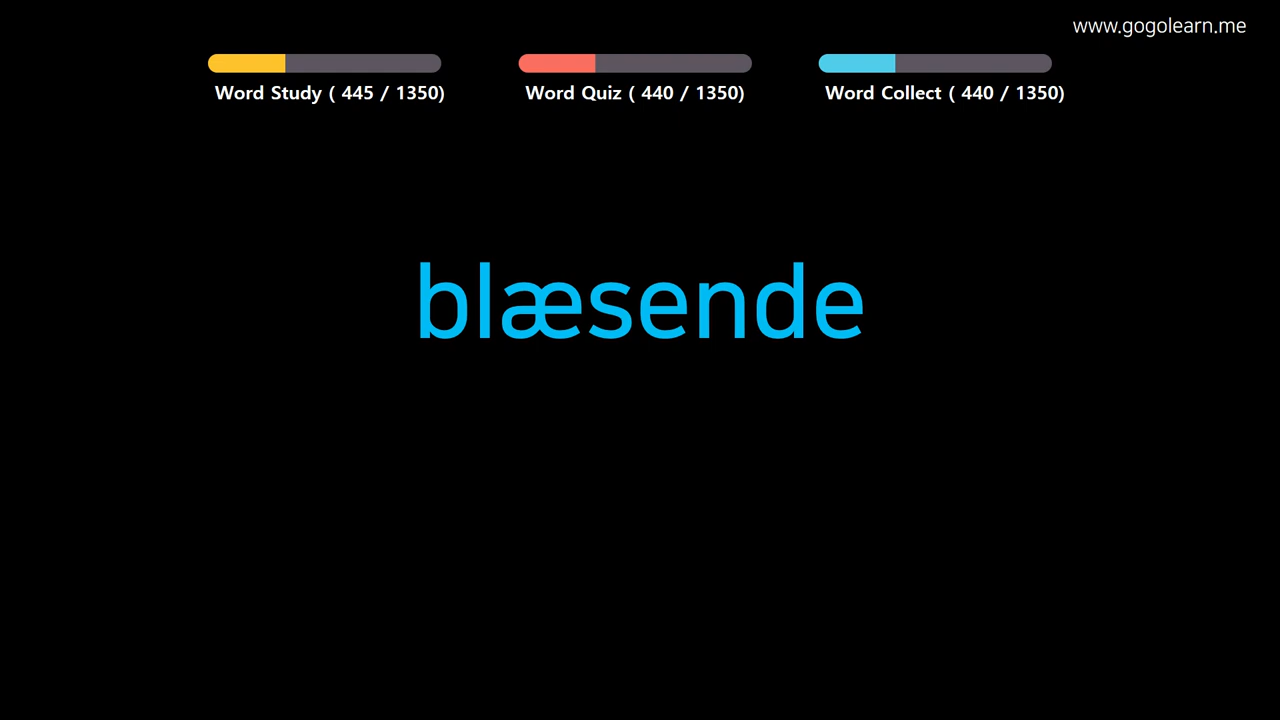 www.gogolearn.me
Word Study ( 445 / 1350)
Word Quiz ( 440 / 1350)
Word Collect ( 440 / 1350)
blæsende